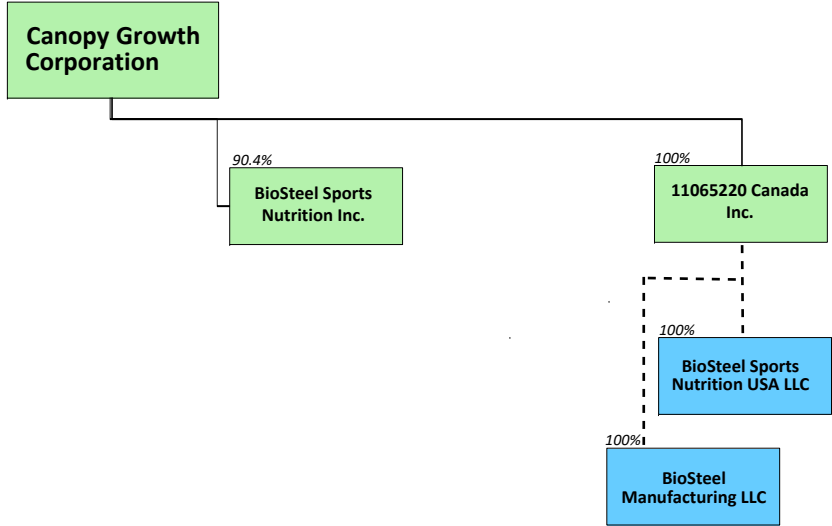 Canopy Growth
Corporation
90.4%
BioSteel Sports
Nutrition Inc.
100%
11065220 Canada
Inc.
100%
BioSteel Sports
Nutrition USA LLC
100%
BioSteel
Manufacturing LLC